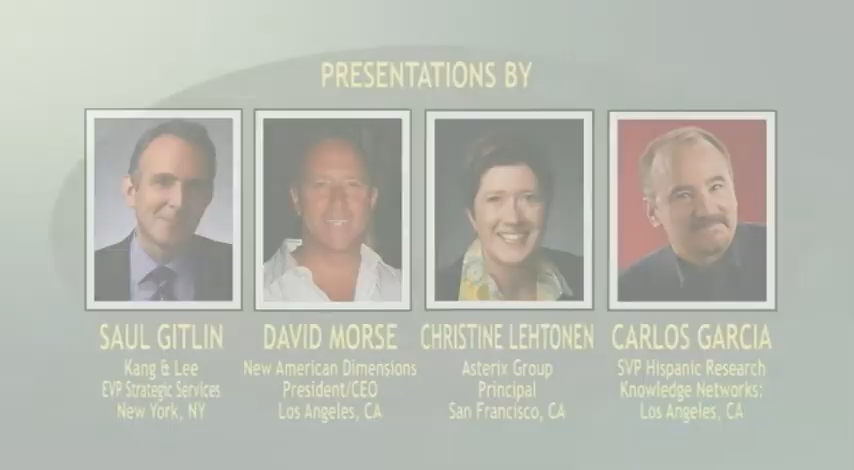 PRESENTATIONS BY
SAUL GITLIN
Kang & Lee
EVP Strategic Services
New York, NY
DAVID MORSE
New American Dimensions
President/CEO
Los Angeles, CA
CHRISTINE LEHTONEN
Asterix Group
Principal
San Francisco, CA
CARLOS GARCIA
SVP Hispanic Research
Knowledge Networks:
Los Angeles, CA